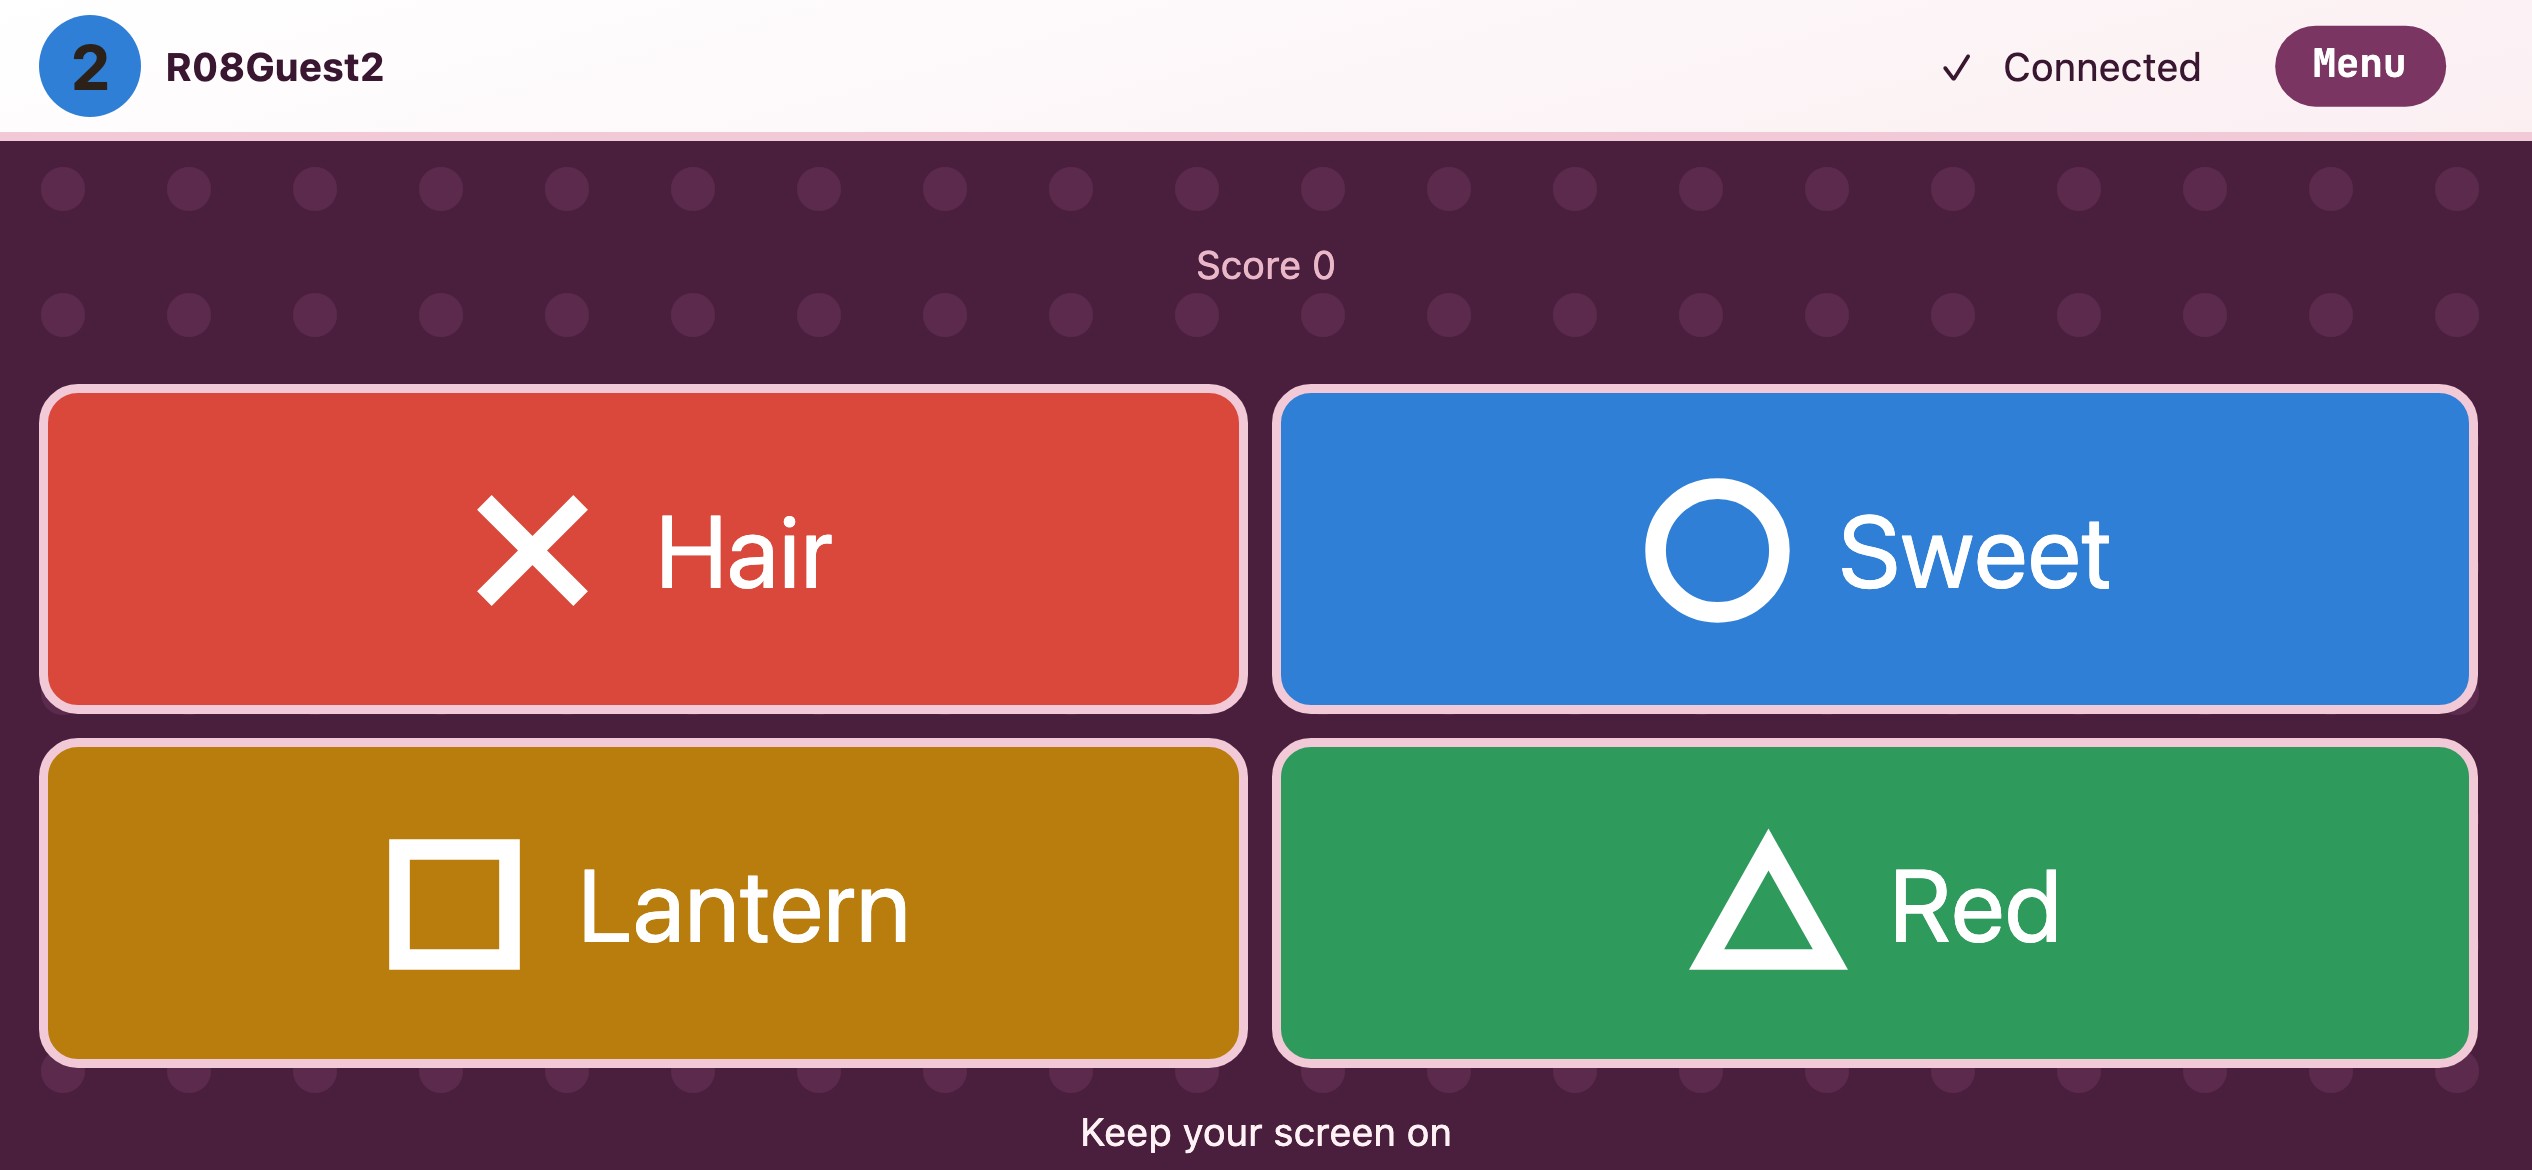 2 R08Guest2 ✓ Connected Menu
Score 0
Hair
Sweet
Lantern
Red
Keep your screen on